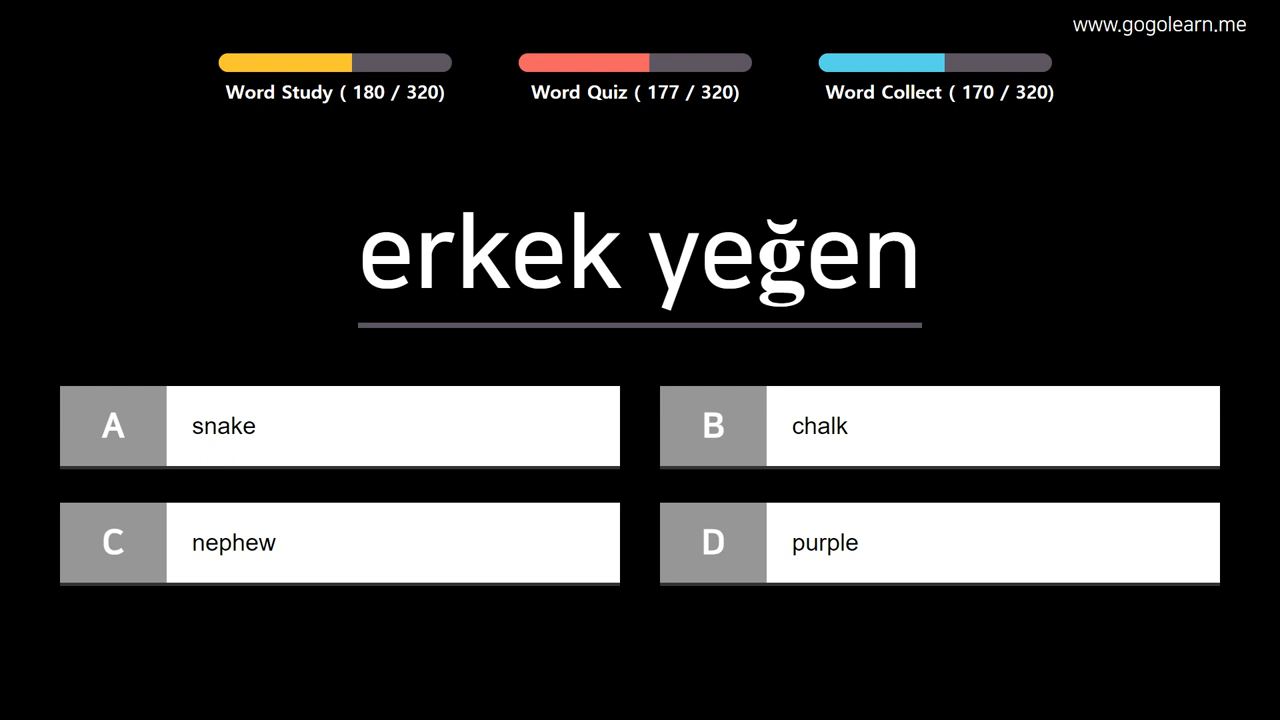 www.gogolearn.me
Word Study ( 180 / 320)
Word Quiz ( 177 / 320)
Word Collect ( 170 / 320)
erkek yeğen
A snake
B chalk
C nephew
D purple